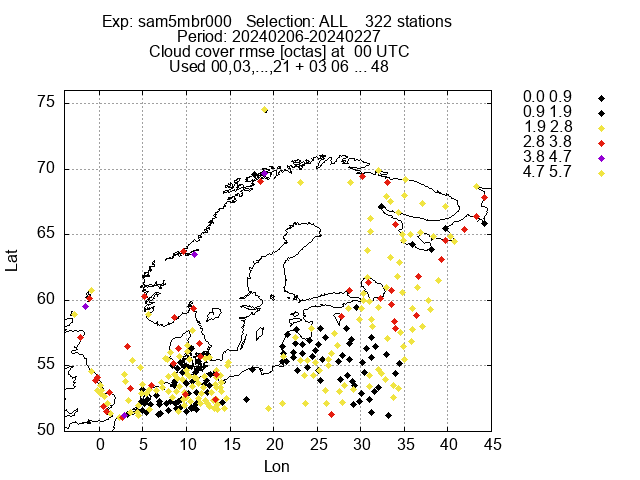 Exp: sam5mbr000 Selection: ALL 322 stations
Period: 20240206-20240227
Cloud cover rmse [octas] at 00 UTC
Used 00,03,...,21 + 03 06 ... 48
0.0 0.9
0.9 1.9
1.9 2.8
2.8 3.8
3.8 4.7
4.7 5.7
75
70
65
60
55
50
Lat
0 5 10 15 20 25 30 35 40 45
Lon